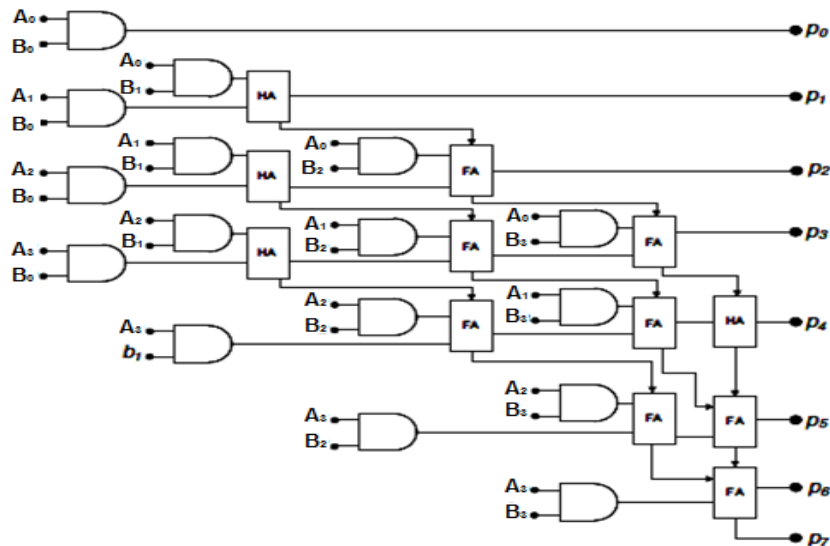 A₀ p₀
B₀
A₀
B₁ HA p₁
A₁
B₀
A₁ A₀
B₁ B₂ FA p₂
A₂ HA
B₀
A₂ A₁ A₀
B₁ B₂ FA B₃ FA p₃
A₃ HA
B₀
A₂ A₁
A₃ B₂ FA B₃' FA HA p₄
b₁
A₂
A₃ B₃ FA FA p₅
B₂
A₃ FA p₆
B₃
p₇